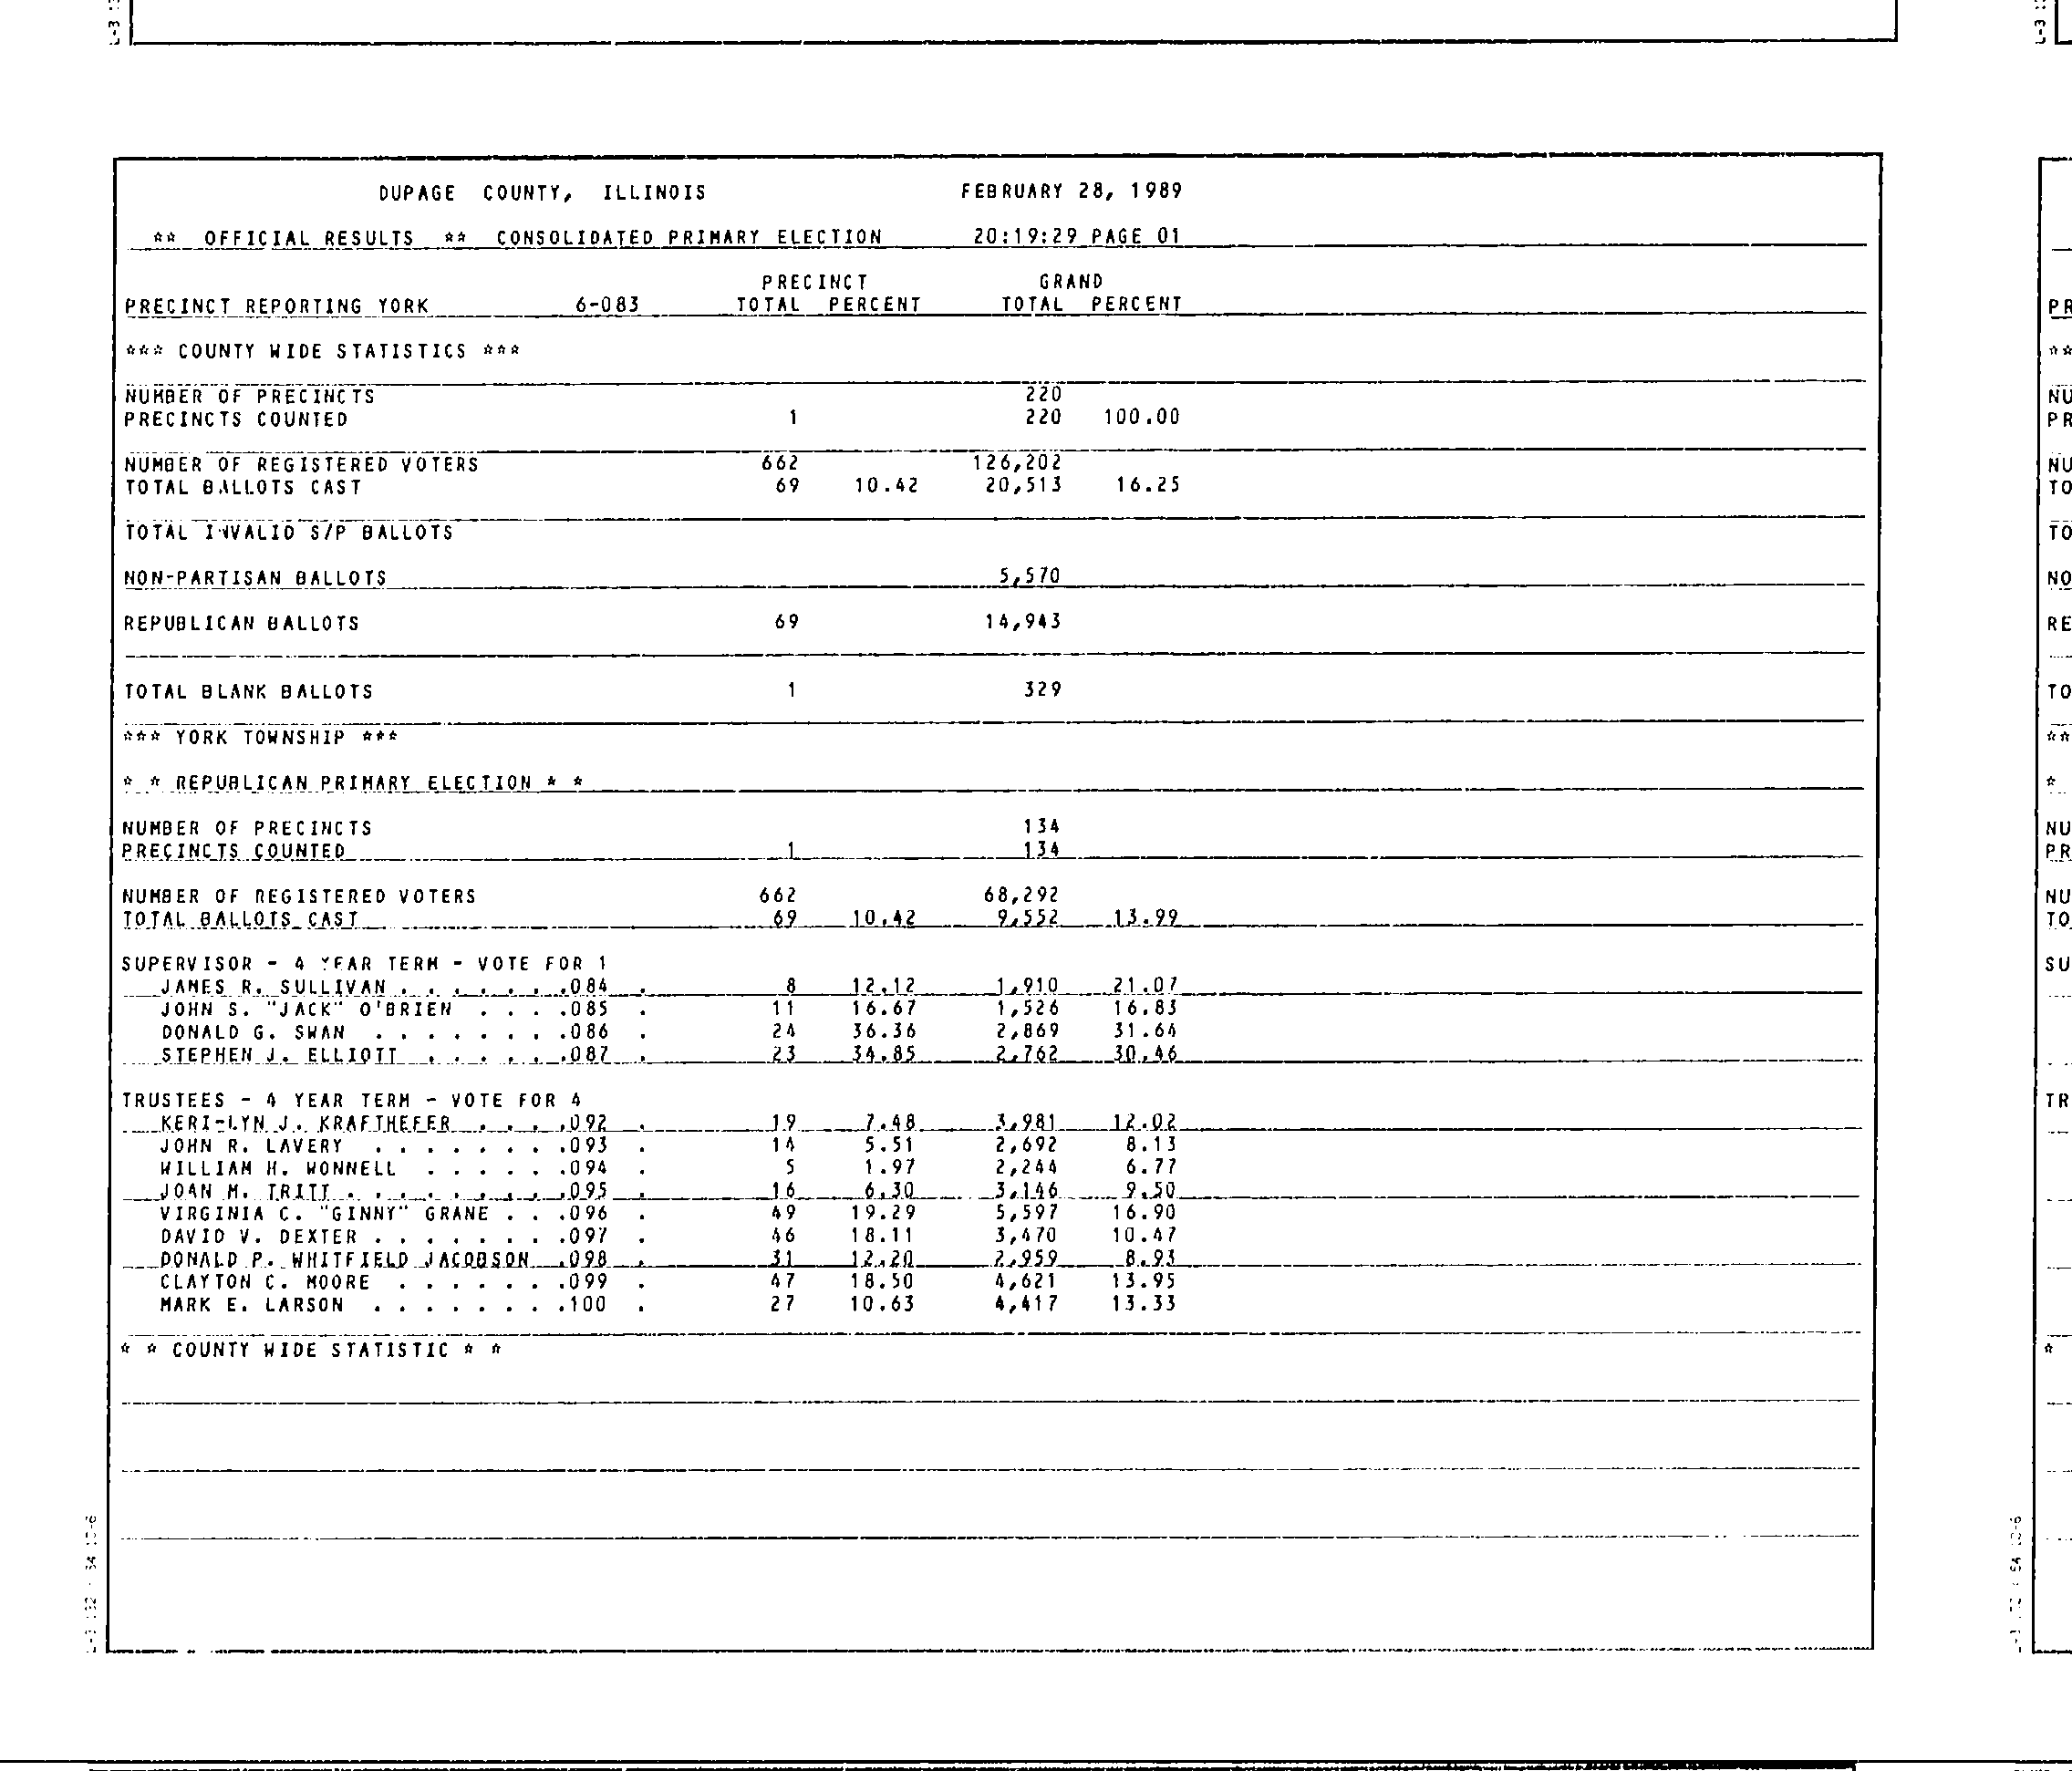 DUPAGE COUNTY, ILLINOIS FEBRUARY 28, 1989
** OFFICIAL RESULTS ** CONSOLIDATED PRIMARY ELECTION 20:19:29 PAGE 01
PRECINCT GRAND
PRECINCT REPORTING YORK 6-083 TOTAL PERCENT TOTAL PERCENT
*** COUNTY WIDE STATISTICS ***
NUMBER OF PRECINCTS 220
PRECINCTS COUNTED 1 220 100.00
NUMBER OF REGISTERED VOTERS 662 126,202
TOTAL BALLOTS CAST 69 10.42 20,513 16.25
TOTAL INVALID S/P BALLOTS
NON-PARTISAN BALLOTS 5,570
REPUBLICAN BALLOTS 69 14,943
TOTAL BLANK BALLOTS 1 329
*** YORK TOWNSHIP ***
* * REPUBLICAN PRIMARY ELECTION * *
NUMBER OF PRECINCTS 134
PRECINCTS COUNTED 1 134
NUMBER OF REGISTERED VOTERS 662 68,292
TOTAL BALLOTS CAST 69 10.42 9,552 13.99
SUPERVISOR - 4 YEAR TERM - VOTE FOR 1
JAMES R. SULLIVAN . . . . . . .084 . 8 12.12 1,910 21.07
JOHN S. "JACK" O'BRIEN . . . .085 . 11 16.67 1,526 16.83
DONALD G. SWAN . . . . . . . .086 . 24 36.36 2,869 31.64
STEPHEN J. ELLIOTT . . . . . .087 . 23 34.85 2,762 30.46
TRUSTEES - 4 YEAR TERM - VOTE FOR 4
KERI-LYN J. KRAFTHEFER . . . .092 . 19 7.48 3,981 12.02
JOHN R. LAVERY . . . . . . . .093 . 14 5.51 2,692 8.13
WILLIAM H. WONNELL . . . . . .094 . 5 1.97 2,244 6.77
JOAN M. TRITT . . . . . . . . .095 . 16 6.30 3,146 9.50
VIRGINIA C. "GINNY" GRANE . . .096 . 49 19.29 5,597 16.90
DAVID V. DEXTER . . . . . . . .097 . 46 18.11 3,470 10.47
DONALD P. WHITFIELD JACOBSON .098 . 31 12.20 2,959 8.93
CLAYTON C. MOORE . . . . . . .099 . 47 18.50 4,621 13.95
MARK E. LARSON . . . . . . . .100 . 27 10.63 4,417 13.33
* * COUNTY WIDE STATISTIC * *